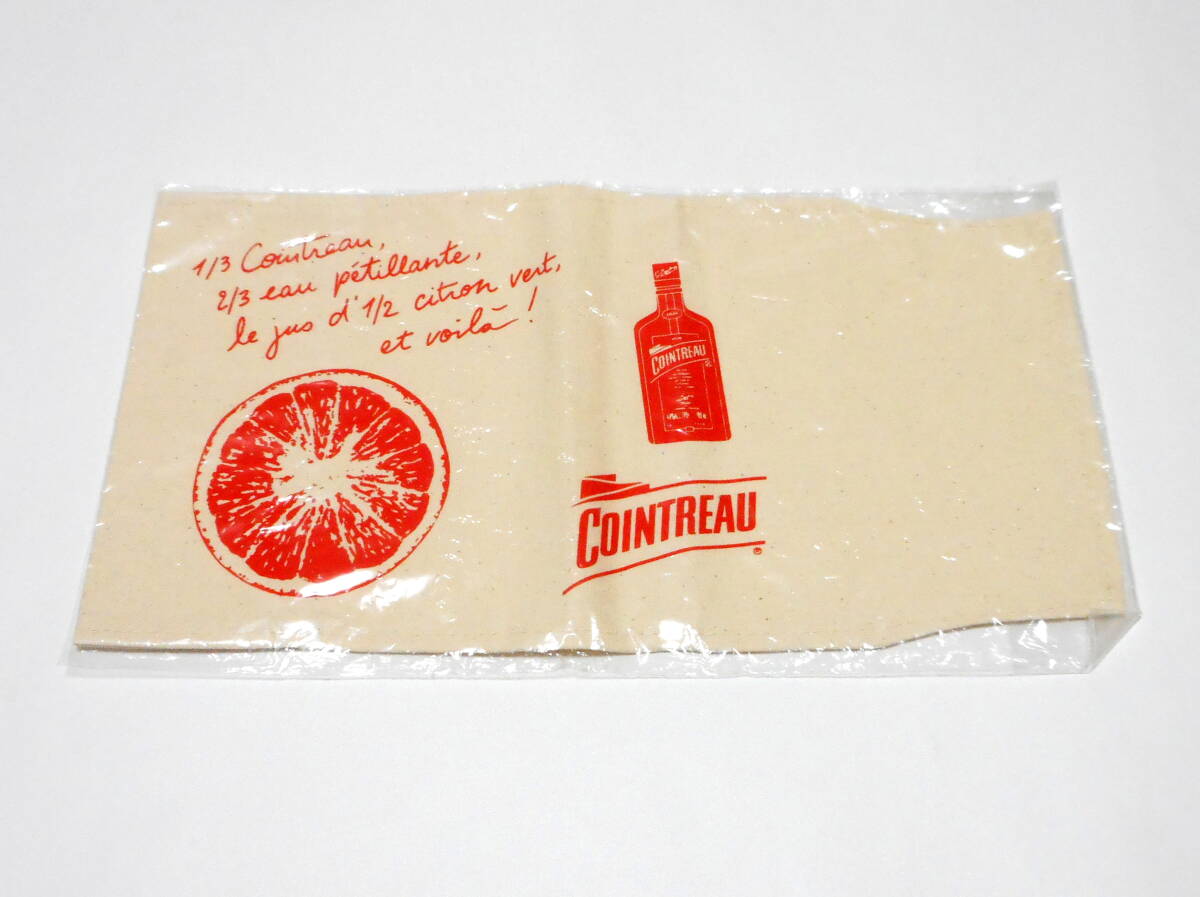 1/3 Cointreau,
2/3 eau pétillante,
le jus d'1/2 citron vert,
et voilà !
COINTREAU
COINTREAU
®